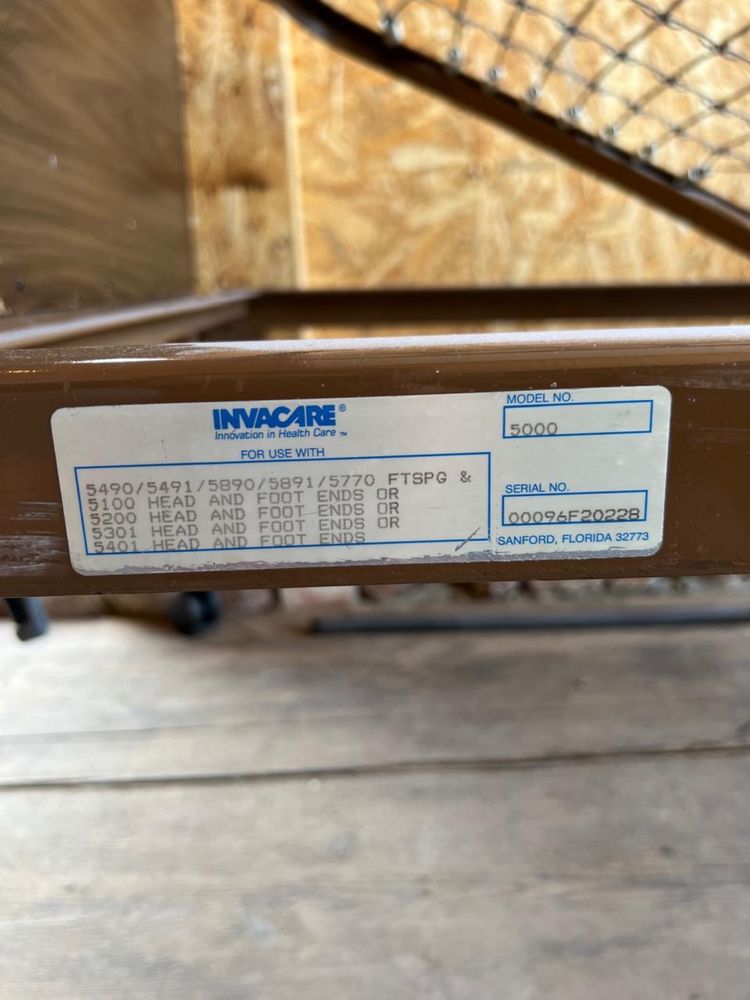 INVACARE®
Innovation in Health Care ™
FOR USE WITH
5490/5491/5890/5891/5770 FTSPG &
5100 HEAD AND FOOT ENDS OR
5200 HEAD AND FOOT ENDS OR
5301 HEAD AND FOOT ENDS OR
5401 HEAD AND FOOT ENDS
MODEL NO.
5000
SERIAL NO.
00096F20228
SANFORD, FLORIDA 32773